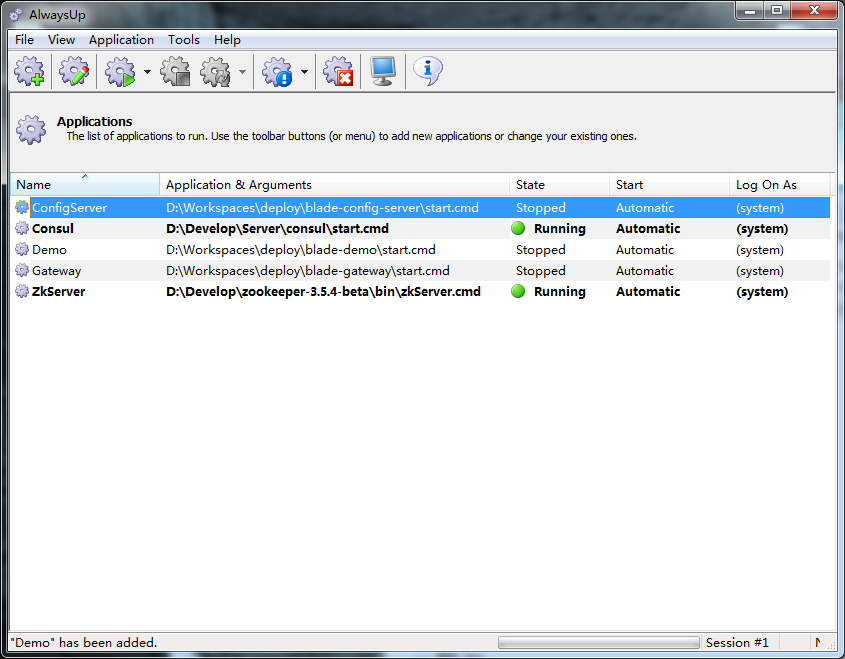 AlwaysUp
File View Application Tools Help
Applications
The list of applications to run. Use the toolbar buttons (or menu) to add new applications or change your existing ones.
Name Application & Arguments State Start Log On As
ConfigServer D:\Workspaces\deploy\blade-config-server\start.cmd Stopped Automatic (system)
Consul D:\Develop\Server\consul\start.cmd Running Automatic (system)
Demo D:\Workspaces\deploy\blade-demo\start.cmd Stopped Automatic (system)
Gateway D:\Workspaces\deploy\blade-gateway\start.cmd Stopped Automatic (system)
ZkServer D:\Develop\zookeeper-3.5.4-beta\bin\zkServer.cmd Running Automatic (system)
"Demo" has been added. Session #1